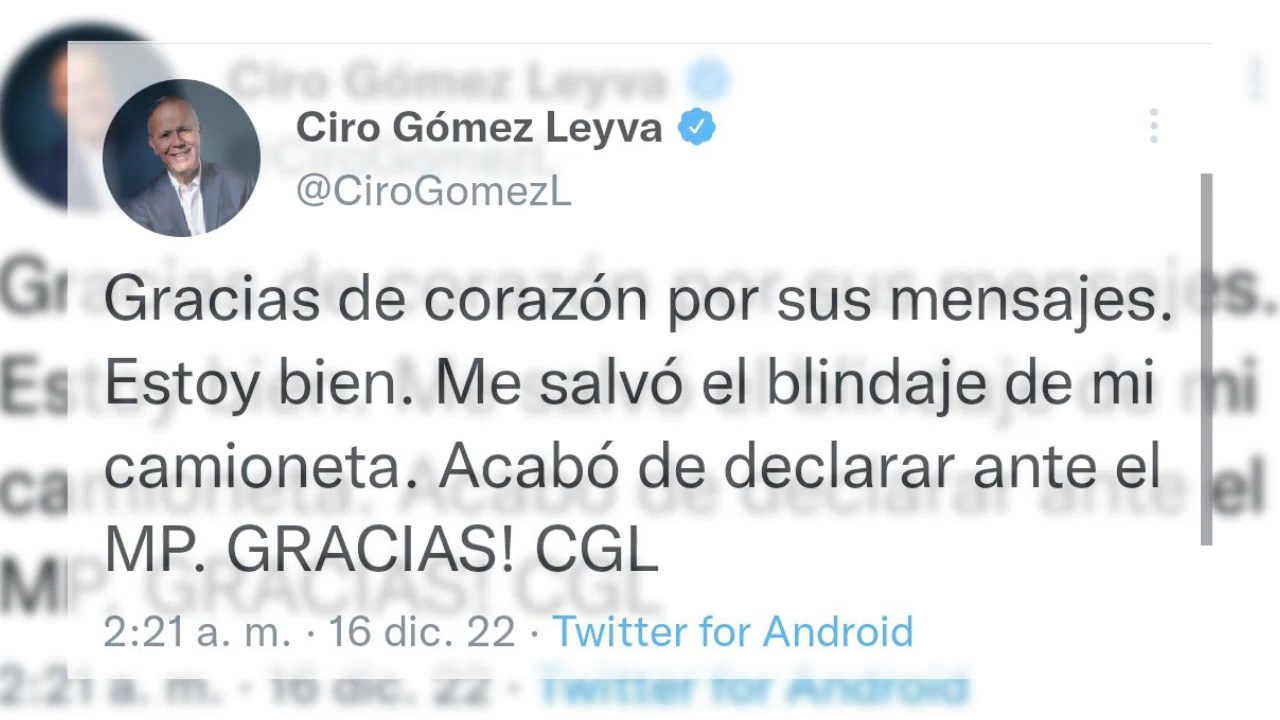 Ciro Gómez Leyva
@CiroGomezL
Gracias de corazón por sus mensajes.
Estoy bien. Me salvó el blindaje de mi
camioneta. Acabó de declarar ante el
MP. GRACIAS! CGL
2:21 a. m. · 16 dic. 22 · Twitter for Android